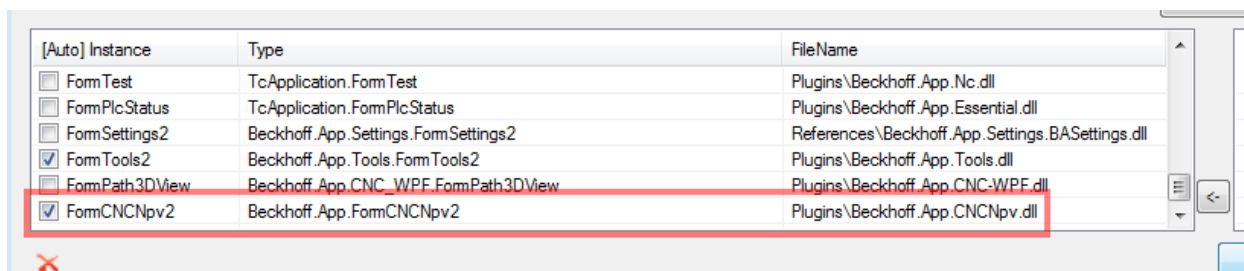 [Auto] Instance Type FileName
FormTest TcApplication.FormTest Plugins\Beckhoff.App.Nc.dll
FormPlcStatus TcApplication.FormPlcStatus Plugins\Beckhoff.App.Essential.dll
FormSettings2 Beckhoff.App.Settings.FormSettings2 References\Beckhoff.App.Settings.BASettings.dll
FormTools2 Beckhoff.App.Tools.FormTools2 Plugins\Beckhoff.App.Tools.dll
FormPath3DView Beckhoff.App.CNC_WPF.FormPath3DView Plugins\Beckhoff.App.CNC-WPF.dll
FormCNCNpv2 Beckhoff.App.FormCNCNpv2 Plugins\Beckhoff.App.CNCNpv.dll
<-